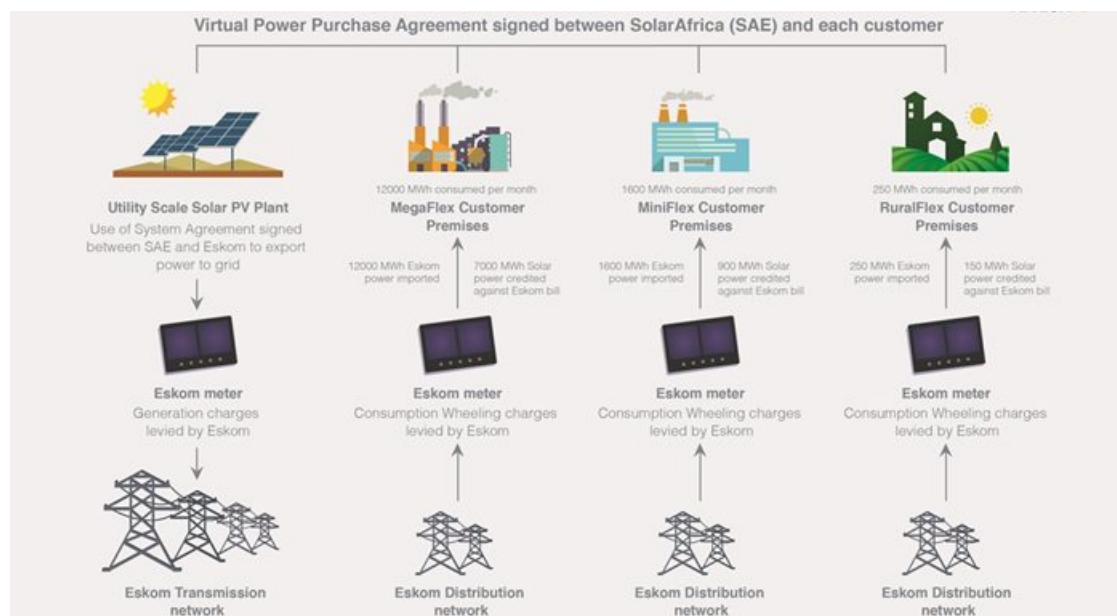 Virtual Power Purchase Agreement signed between SolarAfrica (SAE) and each customer
Utility Scale Solar PV Plant
Use of System Agreement signed
between SAE and Eskom to export
power to grid
Eskom meter
Generation charges
levied by Eskom
Eskom Transmission
network
12000 MWh consumed per month
MegaFlex Customer
Premises
12000 MWh Eskom
power imported
7000 MWh Solar
power credited
against Eskom bill
Eskom meter
Consumption Wheeling charges
levied by Eskom
Eskom Distribution
network
1600 MWh consumed per month
MiniFlex Customer
Premises
1600 MWh Eskom
power imported
900 MWh Solar
power credited
against Eskom bill
Eskom meter
Consumption Wheeling charges
levied by Eskom
Eskom Distribution
network
250 MWh consumed per month
RuralFlex Customer
Premises
250 MWh Eskom
power imported
150 MWh Solar
power credited
against Eskom bill
Eskom meter
Consumption Wheeling charges
levied by Eskom
Eskom Distribution
network